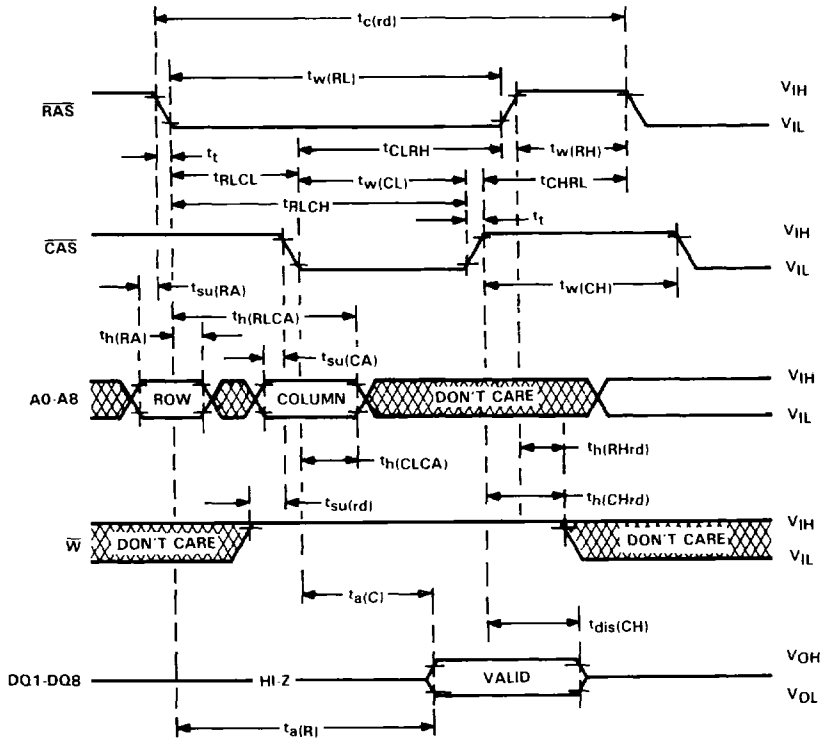 tc(rd)
tw(RL)
RAS
VIH
VIL
tt
tCLRH
tw(RH)
tRLCL
tw(CL)
tCHRL
tRLCH
tt
CAS
VIH
VIL
tsu(RA)
tw(CH)
th(RLCA)
th(RA)
tsu(CA)
A0-A8
ROW
COLUMN
DON'T CARE
VIH
VIL
th(RHrd)
th(CLCA)
tsu(rd)
th(CHrd)
W
DON'T CARE
DON'T CARE
VIH
VIL
ta(C)
tdis(CH)
DQ1-DQ8
HI-Z
VALID
VOH
VOL
ta(R)